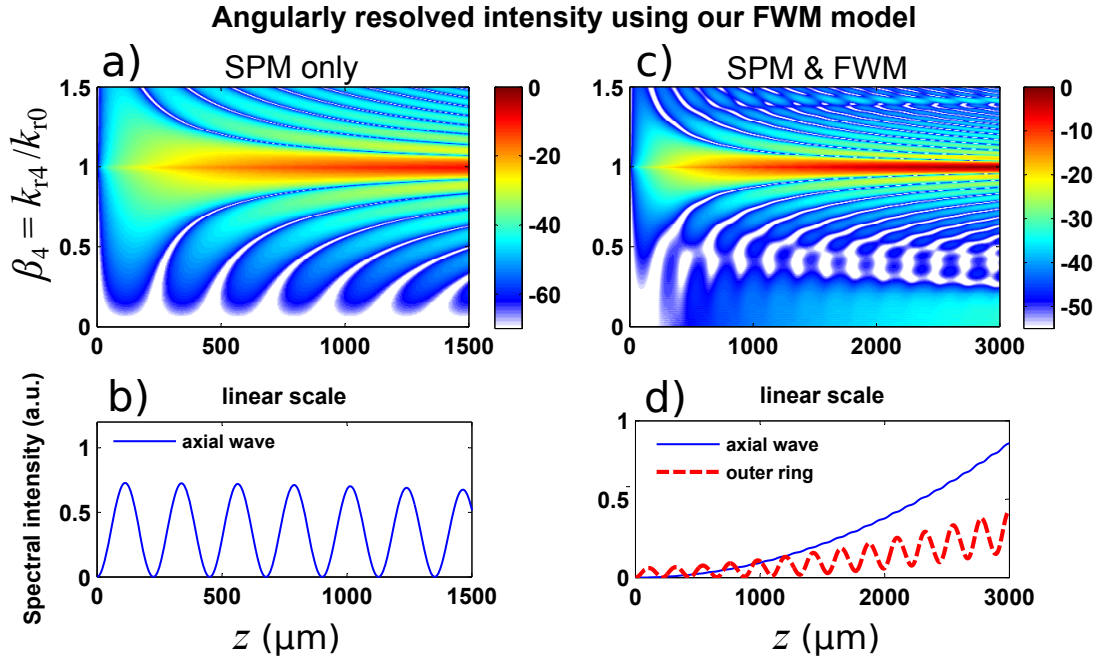 Angularly resolved intensity using our FWM model
a)
SPM only
1.5
1
0.5
0
β₄ = k_r4/k_r0
0
-20
-40
-60
0 500 1000 1500
c)
SPM & FWM
1.5
1
0.5
0
0
-10
-20
-30
-40
-50
0 1000 2000 3000
b)
linear scale
axial wave
Spectral intensity (a.u.)
1
0.5
0
0 500 1000 1500
z (µm)
d)
linear scale
axial wave
outer ring
1
0.5
0
0 1000 2000 3000
z (µm)